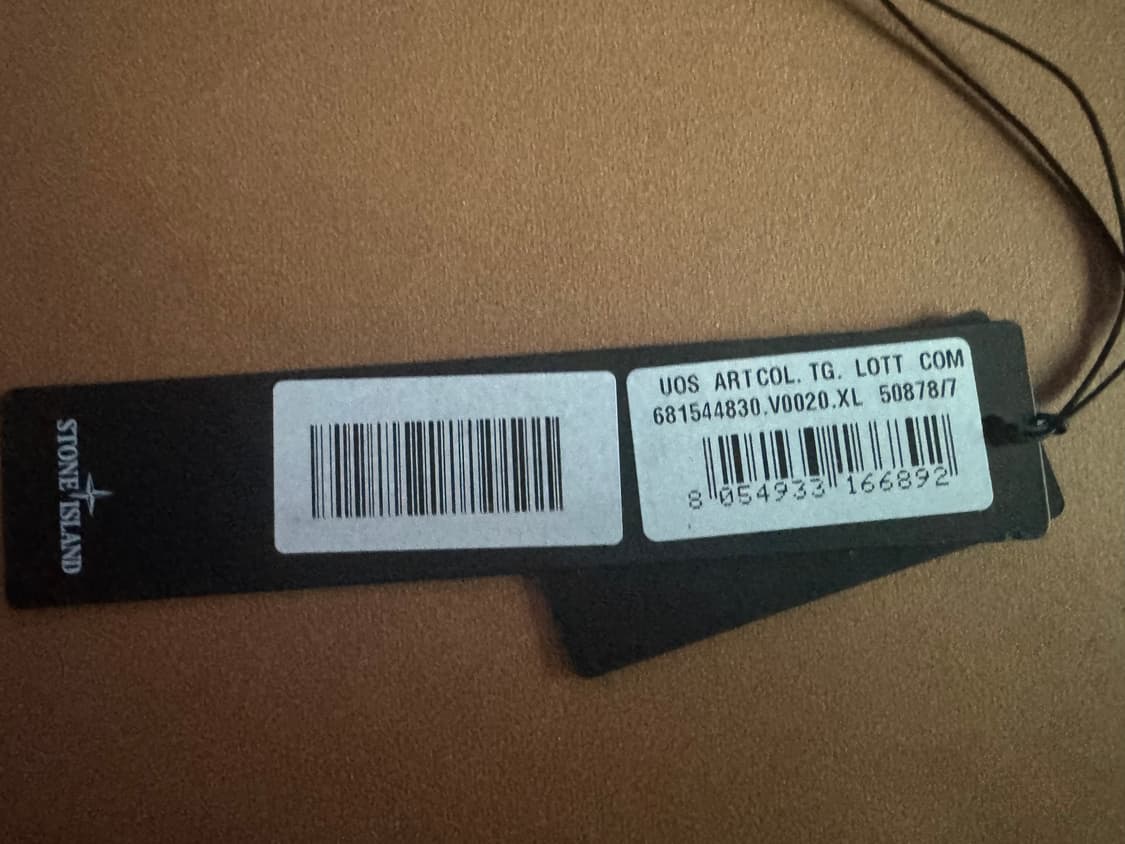 STONE ISLAND
UOS ARTCOL. TG. LOTT COM
681544830.V0020.XL 50878/7
8 054933 166892